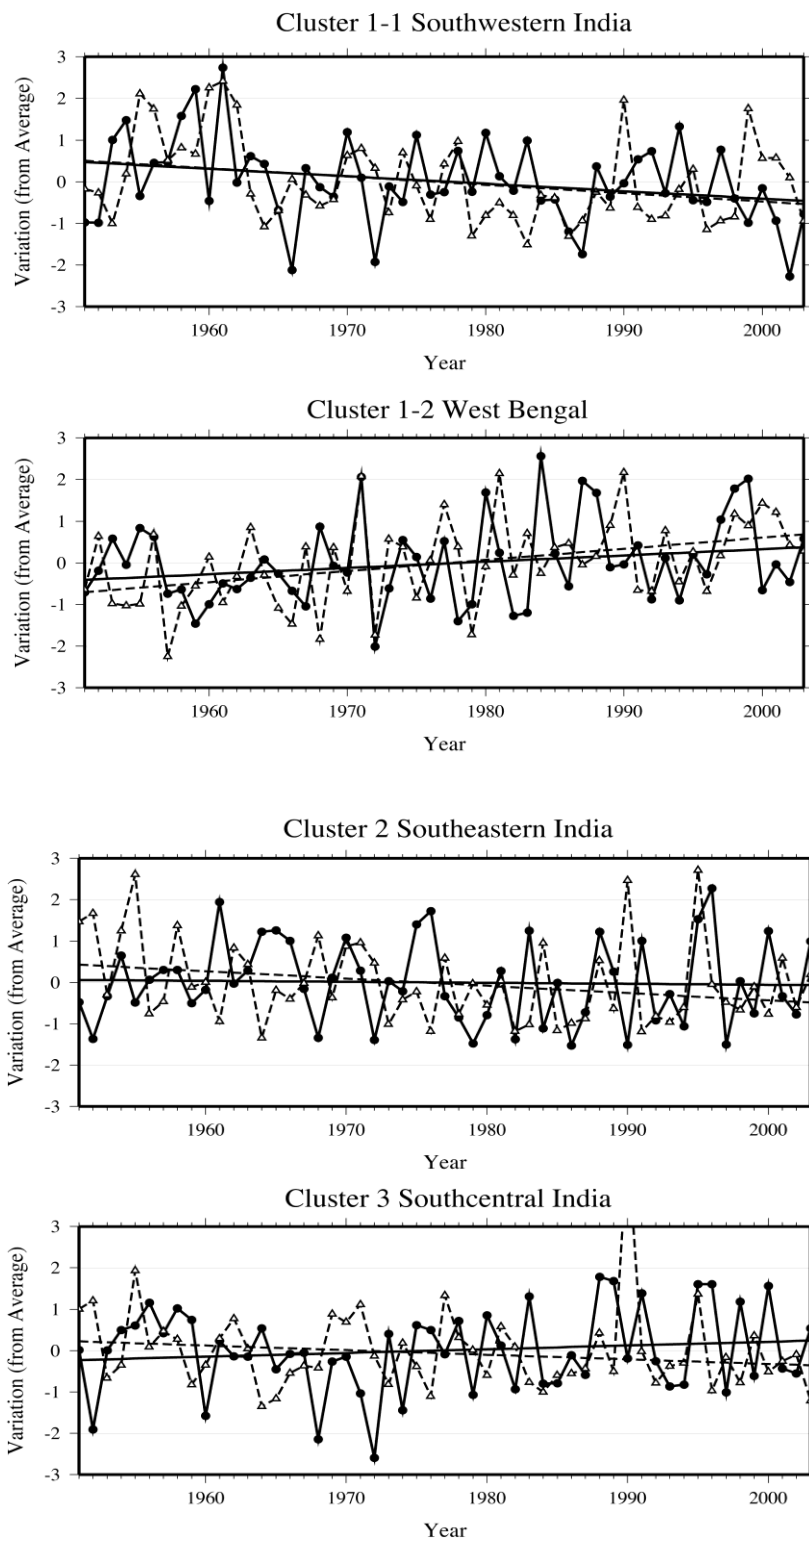 Cluster 1-1 Southwestern India
3
2
1
0
-1
-2
-3
Variation (from Average)
1960 1970 1980 1990 2000
Year
Cluster 1-2 West Bengal
3
2
1
0
-1
-2
-3
Variation (from Average)
1960 1970 1980 1990 2000
Year
Cluster 2 Southeastern India
3
2
1
0
-1
-2
-3
Variation (from Average)
1960 1970 1980 1990 2000
Year
Cluster 3 Southcentral India
3
2
1
0
-1
-2
-3
Variation (from Average)
1960 1970 1980 1990 2000
Year